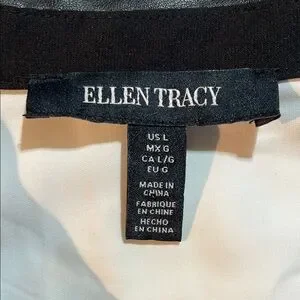 ELLEN TRACY
US L
MX G
CA L/G
EU G
MADE IN
CHINA
FABRIQUE
EN CHINE
HECHO
EN CHINA